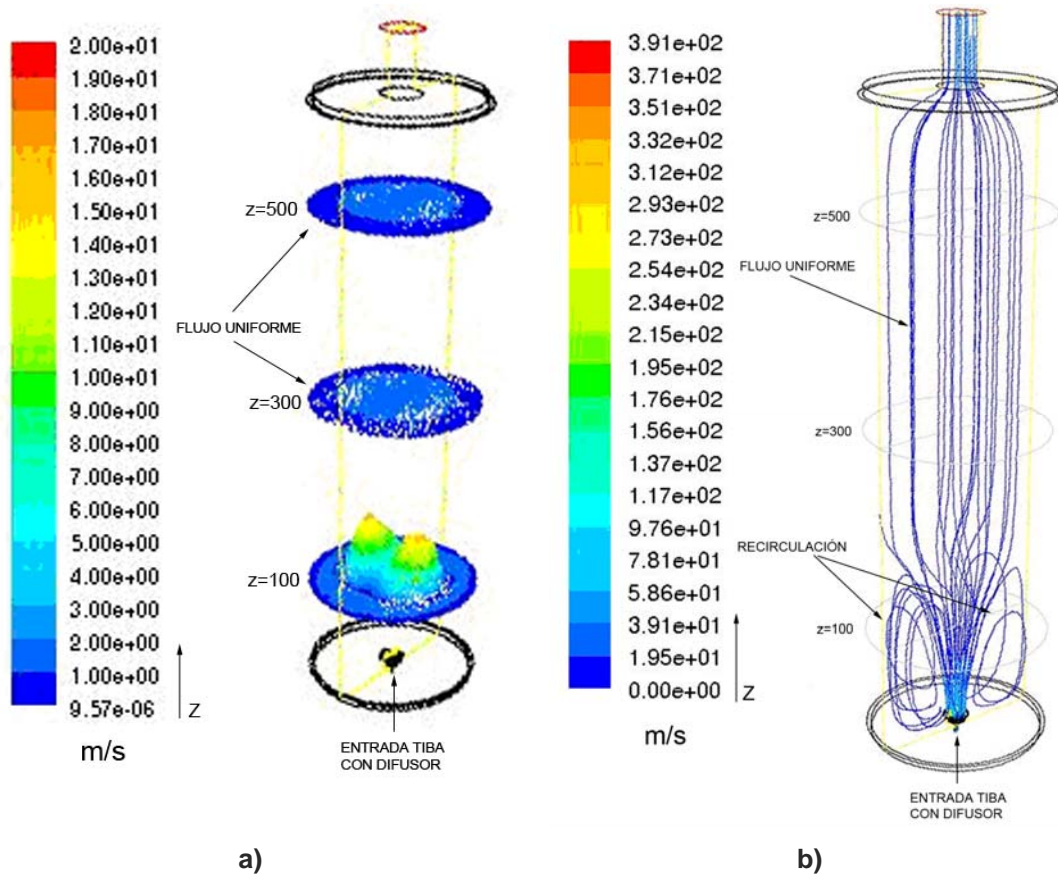 2.00e+01
1.90e+01
1.80e+01
1.70e+01
1.60e+01
1.50e+01
1.40e+01
1.30e+01
1.20e+01
1.10e+01
1.00e+01
9.00e+00
8.00e+00
7.00e+00
6.00e+00
5.00e+00
4.00e+00
3.00e+00
2.00e+00
1.00e+00
9.57e-06
m/s
Z
z=500
FLUJO UNIFORME
z=300
z=100
ENTRADA TIBA
CON DIFUSOR
a)
3.91e+02
3.71e+02
3.51e+02
3.32e+02
3.12e+02
2.93e+02
2.73e+02
2.54e+02
2.34e+02
2.15e+02
1.95e+02
1.76e+02
1.56e+02
1.37e+02
1.17e+02
9.76e+01
7.81e+01
5.86e+01
3.91e+01
1.95e+01
0.00e+00
m/s
Z
z=500
FLUJO UNIFORME
z=300
RECIRCULACIÓN
z=100
ENTRADA TIBA
CON DIFUSOR
b)